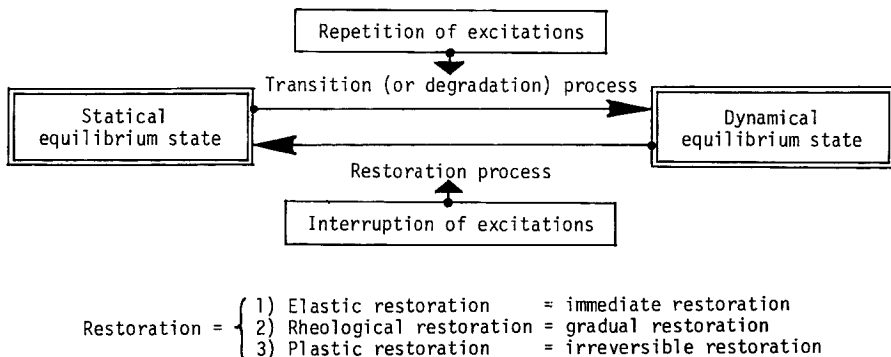 Repetition of excitations
Transition (or degradation) process
Statical
equilibrium state
Dynamical
equilibrium state
Restoration process
Interruption of excitations
1) Elastic restoration = immediate restoration
Restoration = { 2) Rheological restoration = gradual restoration
3) Plastic restoration = irreversible restoration